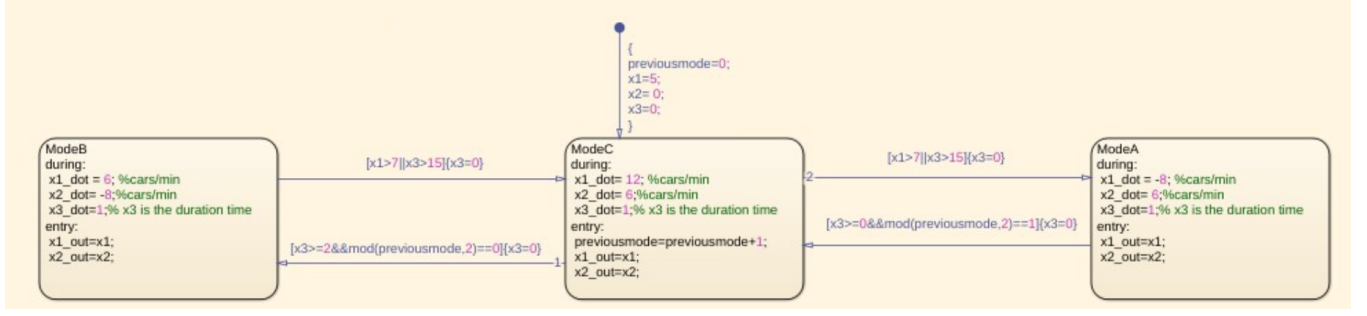 {
previousmode=0;
x1=5;
x2= 0;
x3=0;
}
ModeB
during:
x1_dot = 6; %cars/min
x2_dot= -8;%cars/min
x3_dot=1;% x3 is the duration time
entry:
x1_out=x1;
x2_out=x2;
[x1>7||x3>15]{x3=0}
[x3>=2&&mod(previousmode,2)==0]{x3=0}
1
ModeC
during:
x1_dot= 12; %cars/min
x2_dot= 6;%cars/min
x3_dot=1;% x3 is the duration time
entry:
previousmode=previousmode+1;
x1_out=x1;
x2_out=x2;
2
[x1>7||x3>15]{x3=0}
[x3>=0&&mod(previousmode,2)==1]{x3=0}
ModeA
during:
x1_dot = -8; %cars/min
x2_dot= 6;%cars/min
x3_dot=1;% x3 is the duration time
entry:
x1_out=x1;
x2_out=x2;